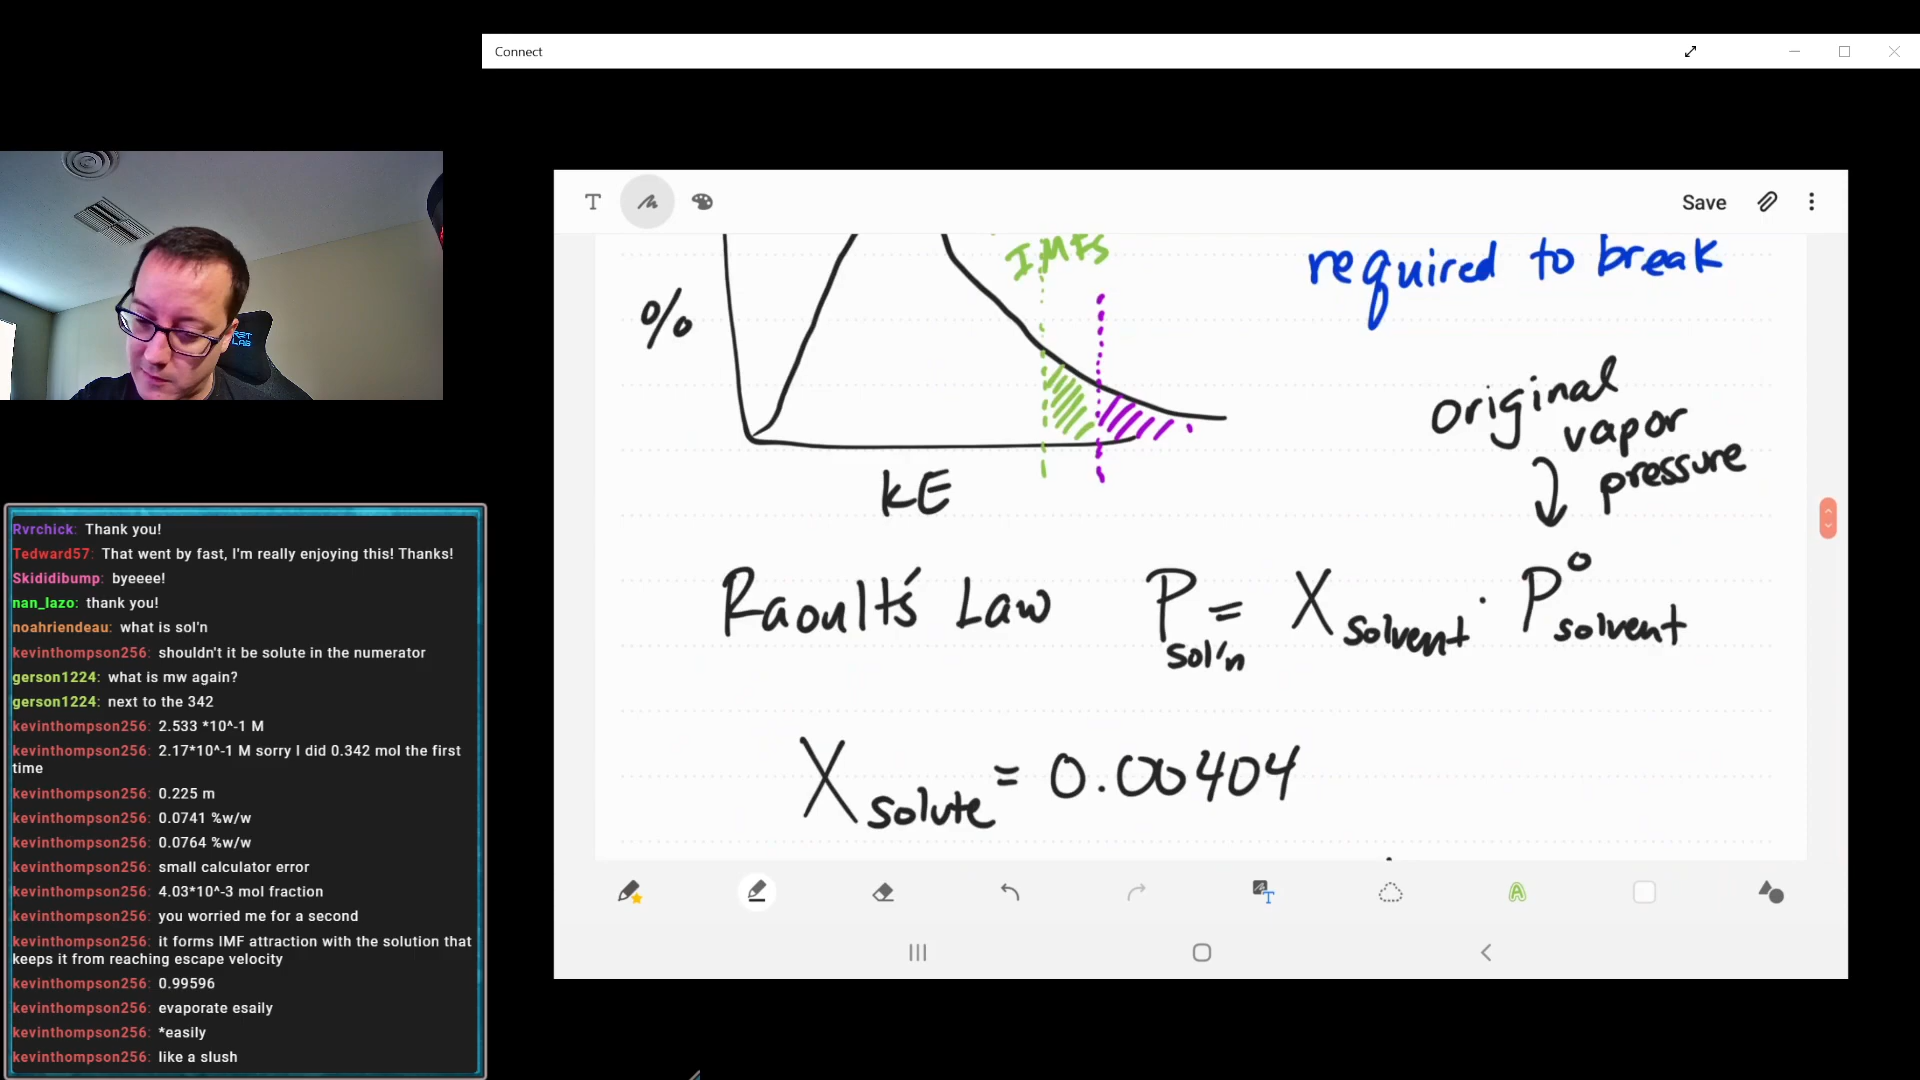 Connect
T
Save
IMFs
required to break
%
original
vapor
pressure
KE
Raoult's Law P sol'n = X solvent · P° solvent
X solute = 0.00404
T
A
Rvrchick: Thank you!
Tedward57: That went by fast, I'm really enjoying this! Thanks!
Skididibump: byeeee!
nan_lazo: thank you!
noahriendeau: what is sol'n
kevinthompson256: shouldn't it be solute in the numerator
gerson1224: what is mw again?
gerson1224: next to the 342
kevinthompson256: 2.533 *10^-1 M
kevinthompson256: 2.17*10^-1 M sorry I did 0.342 mol the first
time
kevinthompson256: 0.225 m
kevinthompson256: 0.0741 %w/w
kevinthompson256: 0.0764 %w/w
kevinthompson256: small calculator error
kevinthompson256: 4.03*10^-3 mol fraction
kevinthompson256: you worried me for a second
kevinthompson256: it forms IMF attraction with the solution that
keeps it from reaching escape velocity
kevinthompson256: 0.99596
kevinthompson256: evaporate esaily
kevinthompson256: *easily
kevinthompson256: like a slush